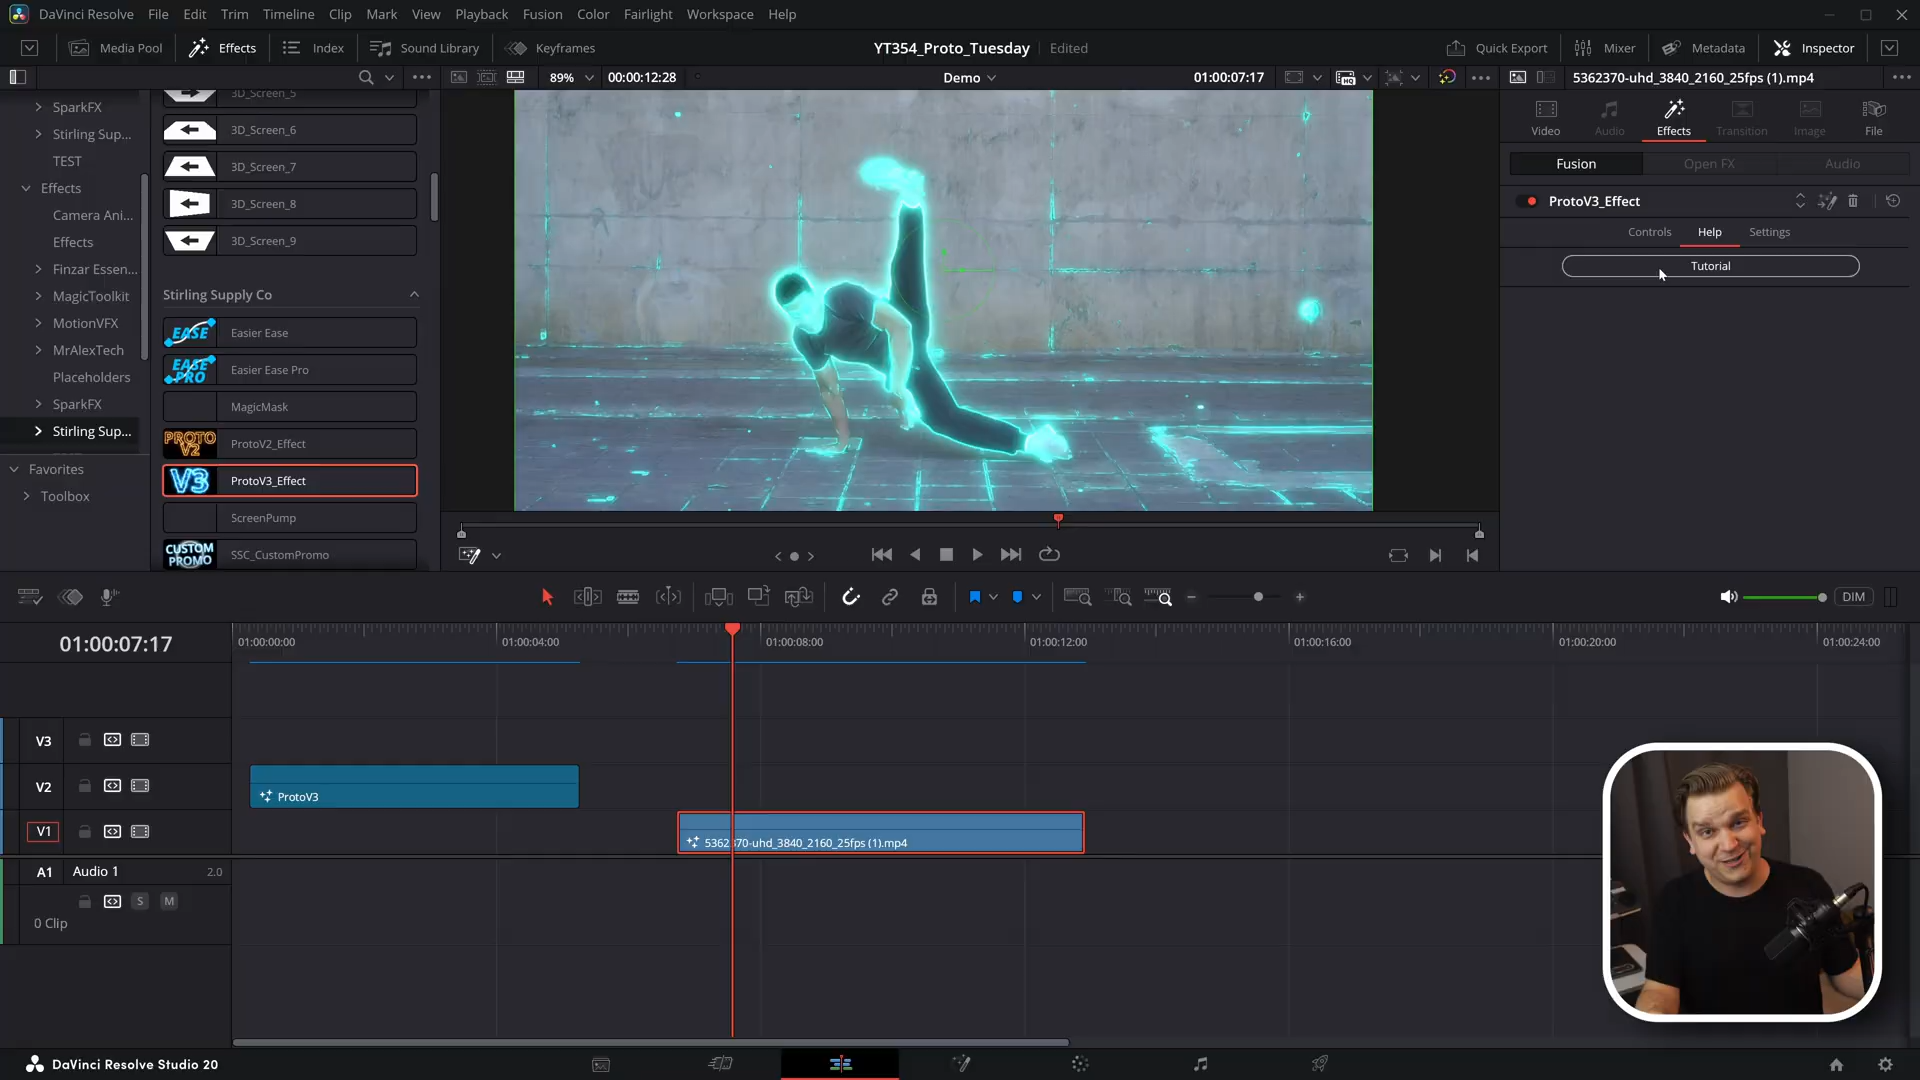 DaVinci Resolve File Edit Trim Timeline Clip Mark View Playback Fusion Color Fairlight Workspace Help
Media Pool Effects Index Sound Library Keyframes YT354_Proto_Tuesday Edited Quick Export Mixer Metadata Inspector
89% 00:00:12:28 Demo 01:00:07:17 5362370-uhd_3840_2160_25fps (1).mp4
SparkFX
Stirling Sup...
TEST
Effects
Camera Ani...
Effects
Finzar Essen...
MagicToolkit
MotionVFX
MrAlexTech
Placeholders
SparkFX
Stirling Sup...
Favorites
Toolbox
3D_Screen_5
3D_Screen_6
3D_Screen_7
3D_Screen_8
3D_Screen_9
Stirling Supply Co
EASE Easier Ease
EASE PRO Easier Ease Pro
MagicMask
PROTO V2 ProtoV2_Effect
V3 ProtoV3_Effect
ScreenPump
CUSTOM PROMO SSC_CustomPromo
Video Audio Effects Transition Image File
Fusion Open FX Audio
ProtoV3_Effect
Controls Help Settings
Tutorial
DIM
01:00:07:17
01:00:00:00 01:00:04:00 01:00:08:00 01:00:12:00 01:00:16:00 01:00:20:00 01:00:24:00
V3
V2
ProtoV3
V1
5362370-uhd_3840_2160_25fps (1).mp4
A1 Audio 1 2.0
S M
0 Clip
DaVinci Resolve Studio 20